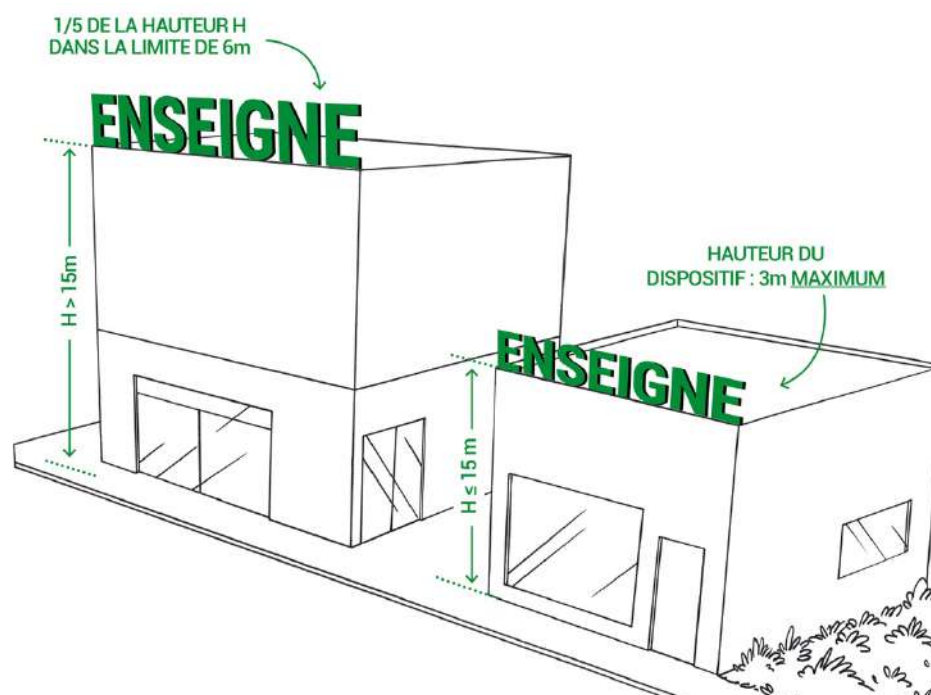 1/5 DE LA HAUTEUR H
DANS LA LIMITE DE 6m
ENSEIGNE
H > 15m
HAUTEUR DU
DISPOSITIF : 3m MAXIMUM
ENSEIGNE
H ≤ 15 m